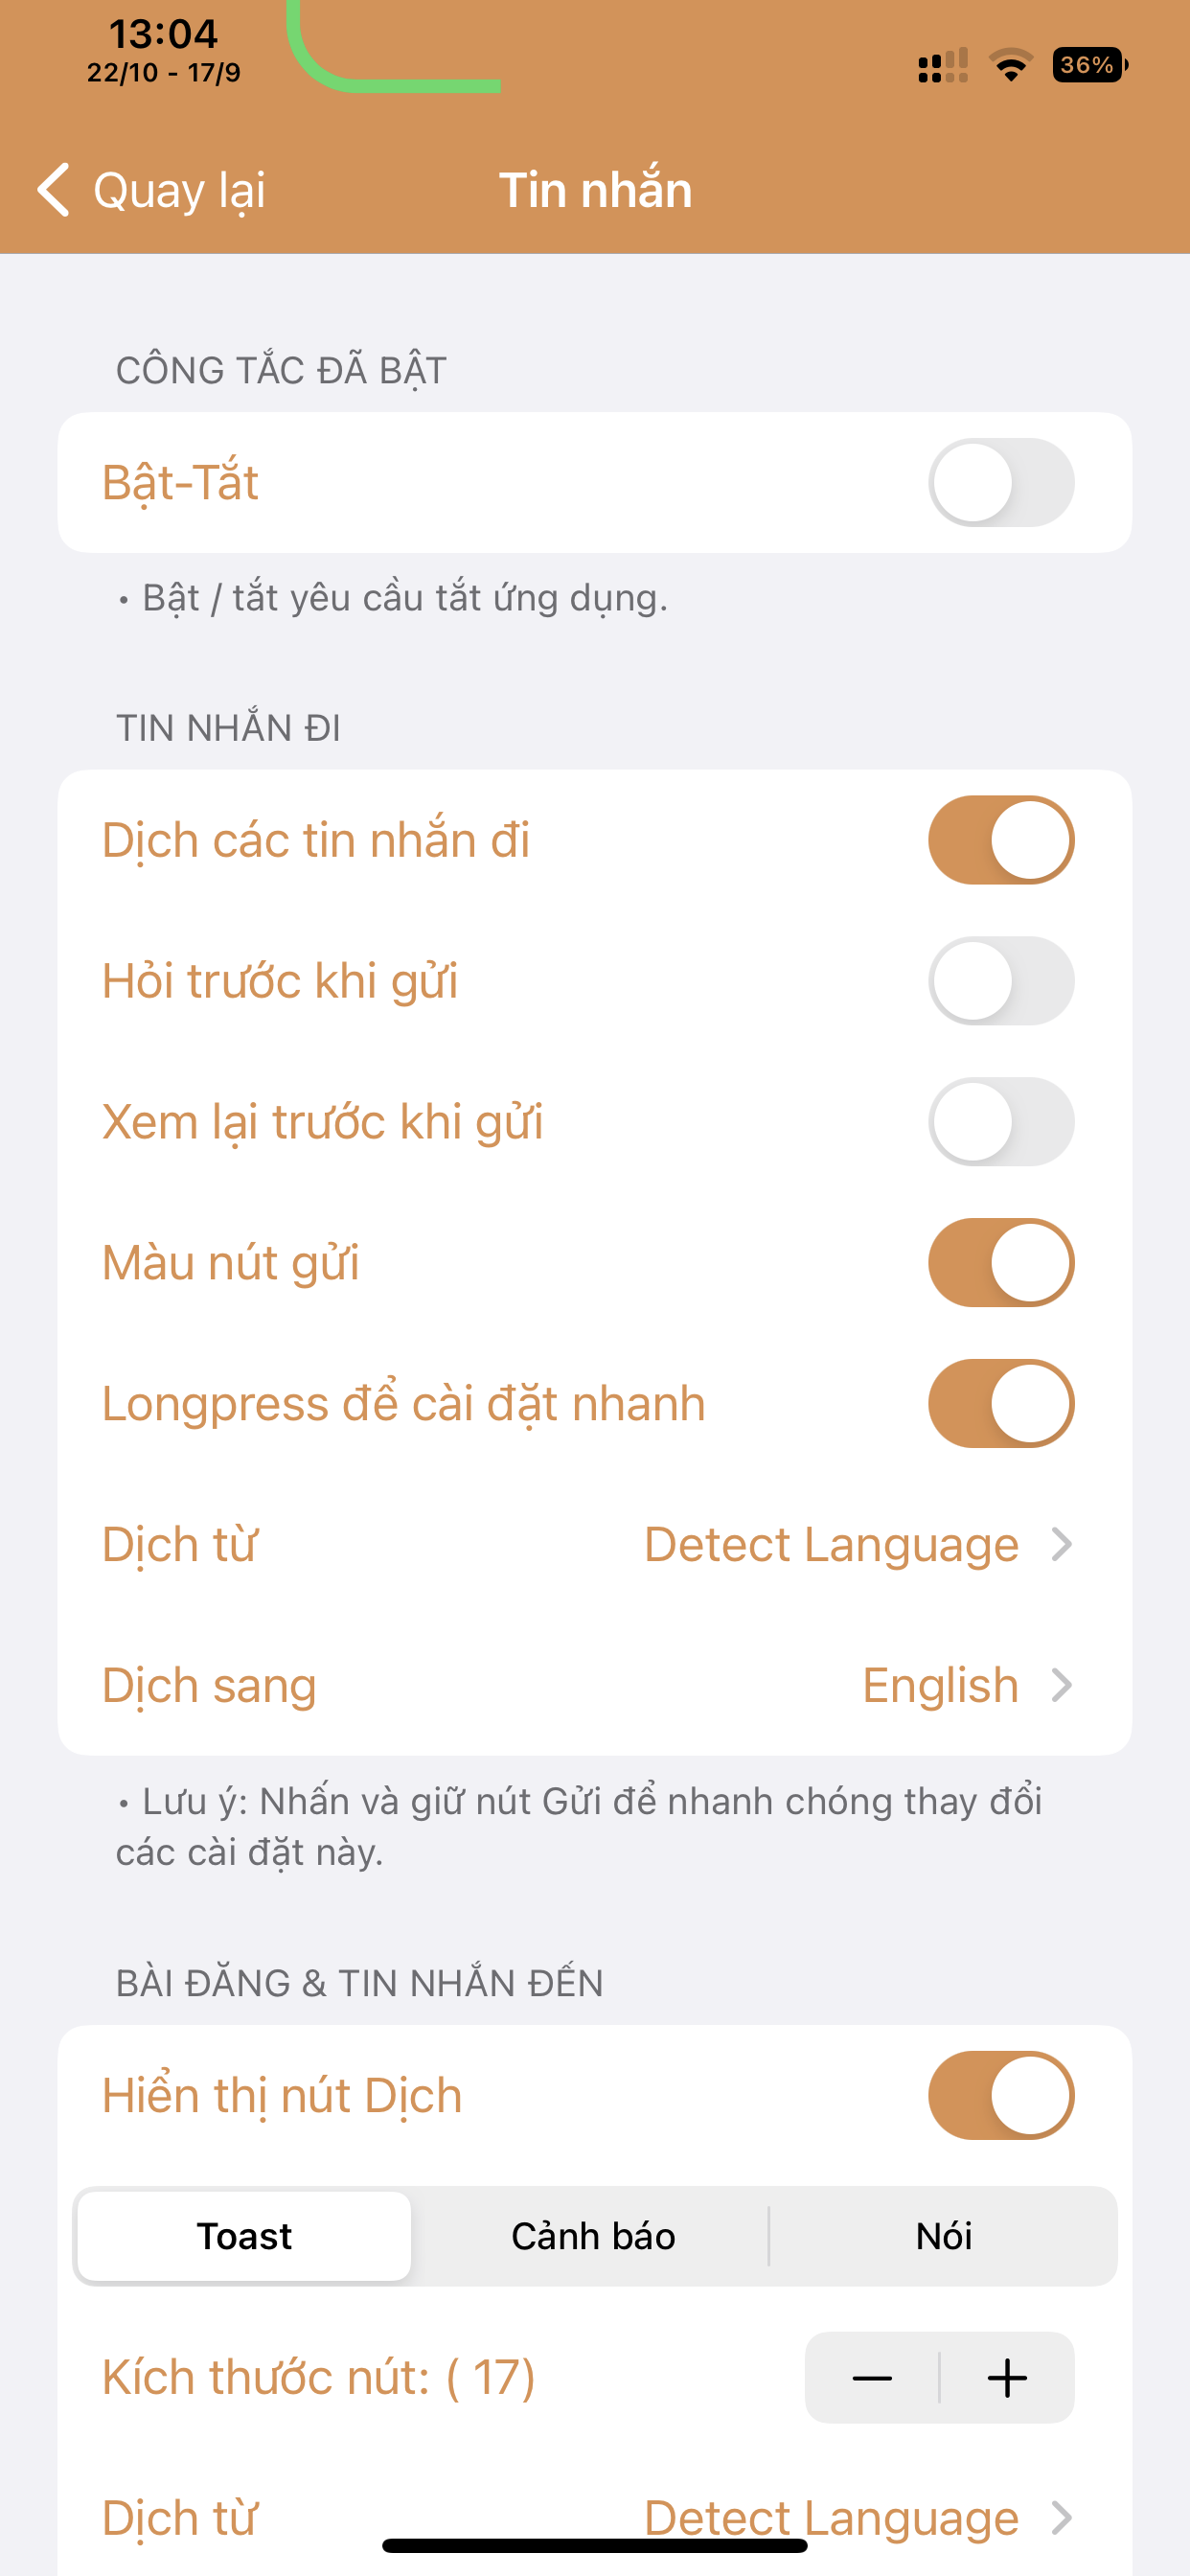 13:04
22/10 - 17/9
36%
Quay lại
Tin nhắn
CÔNG TẮC ĐÃ BẬT
Bật-Tắt
• Bật / tắt yêu cầu tắt ứng dụng.
TIN NHẮN ĐI
Dịch các tin nhắn đi
Hỏi trước khi gửi
Xem lại trước khi gửi
Màu nút gửi
Longpress để cài đặt nhanh
Dịch từ Detect Language
Dịch sang English
• Lưu ý: Nhấn và giữ nút Gửi để nhanh chóng thay đổi
các cài đặt này.
BÀI ĐĂNG & TIN NHẮN ĐẾN
Hiển thị nút Dịch
Toast Cảnh báo Nói
Kích thước nút: ( 17)
Dịch từ Detect Language